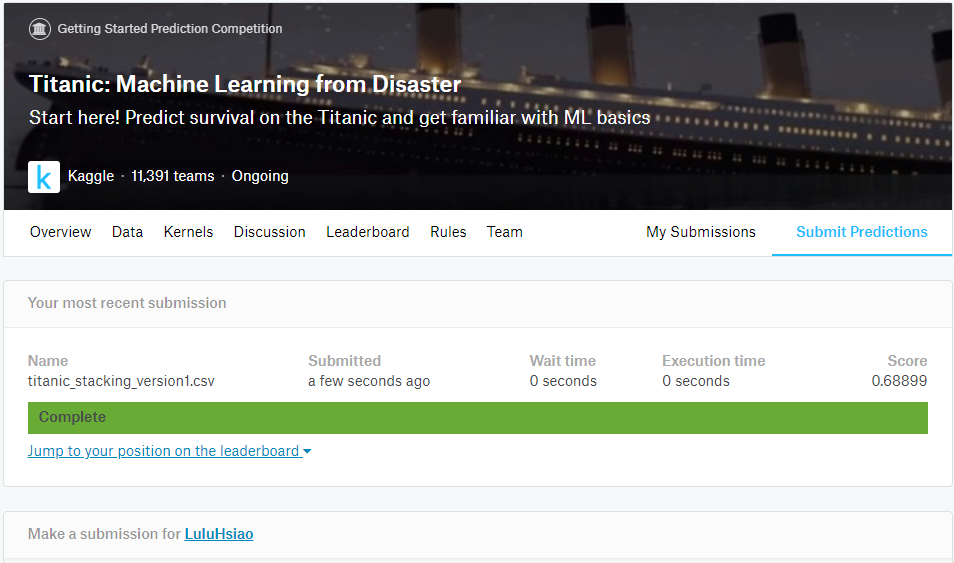 Getting Started Prediction Competition
Titanic: Machine Learning from Disaster
Start here! Predict survival on the Titanic and get familiar with ML basics
k Kaggle · 11,391 teams · Ongoing
Overview Data Kernels Discussion Leaderboard Rules Team My Submissions Submit Predictions
Your most recent submission
Name Submitted Wait time Execution time Score
titanic_stacking_version1.csv a few seconds ago 0 seconds 0 seconds 0.68899
Complete
Jump to your position on the leaderboard
Make a submission for LuluHsiao